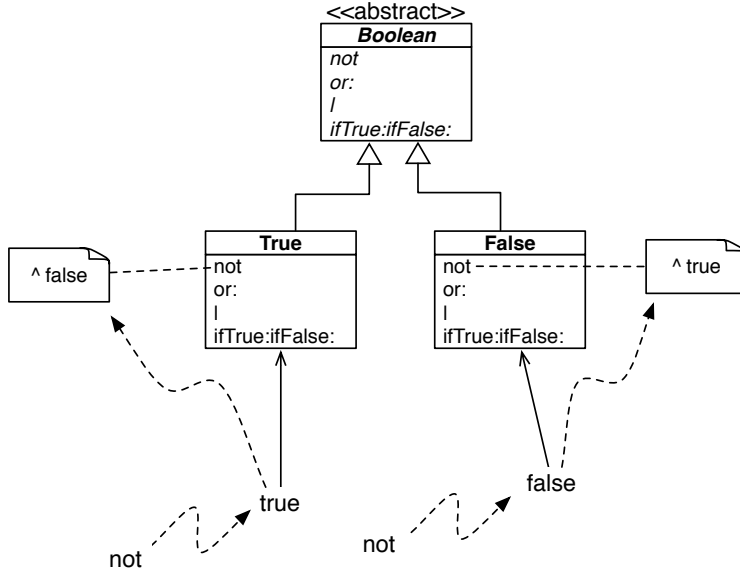 <<abstract>>
Boolean
not
or:
|
ifTrue:ifFalse:
True
not
or:
|
ifTrue:ifFalse:
False
not
or:
|
ifTrue:ifFalse:
^ false
^ true
true
false
not
not